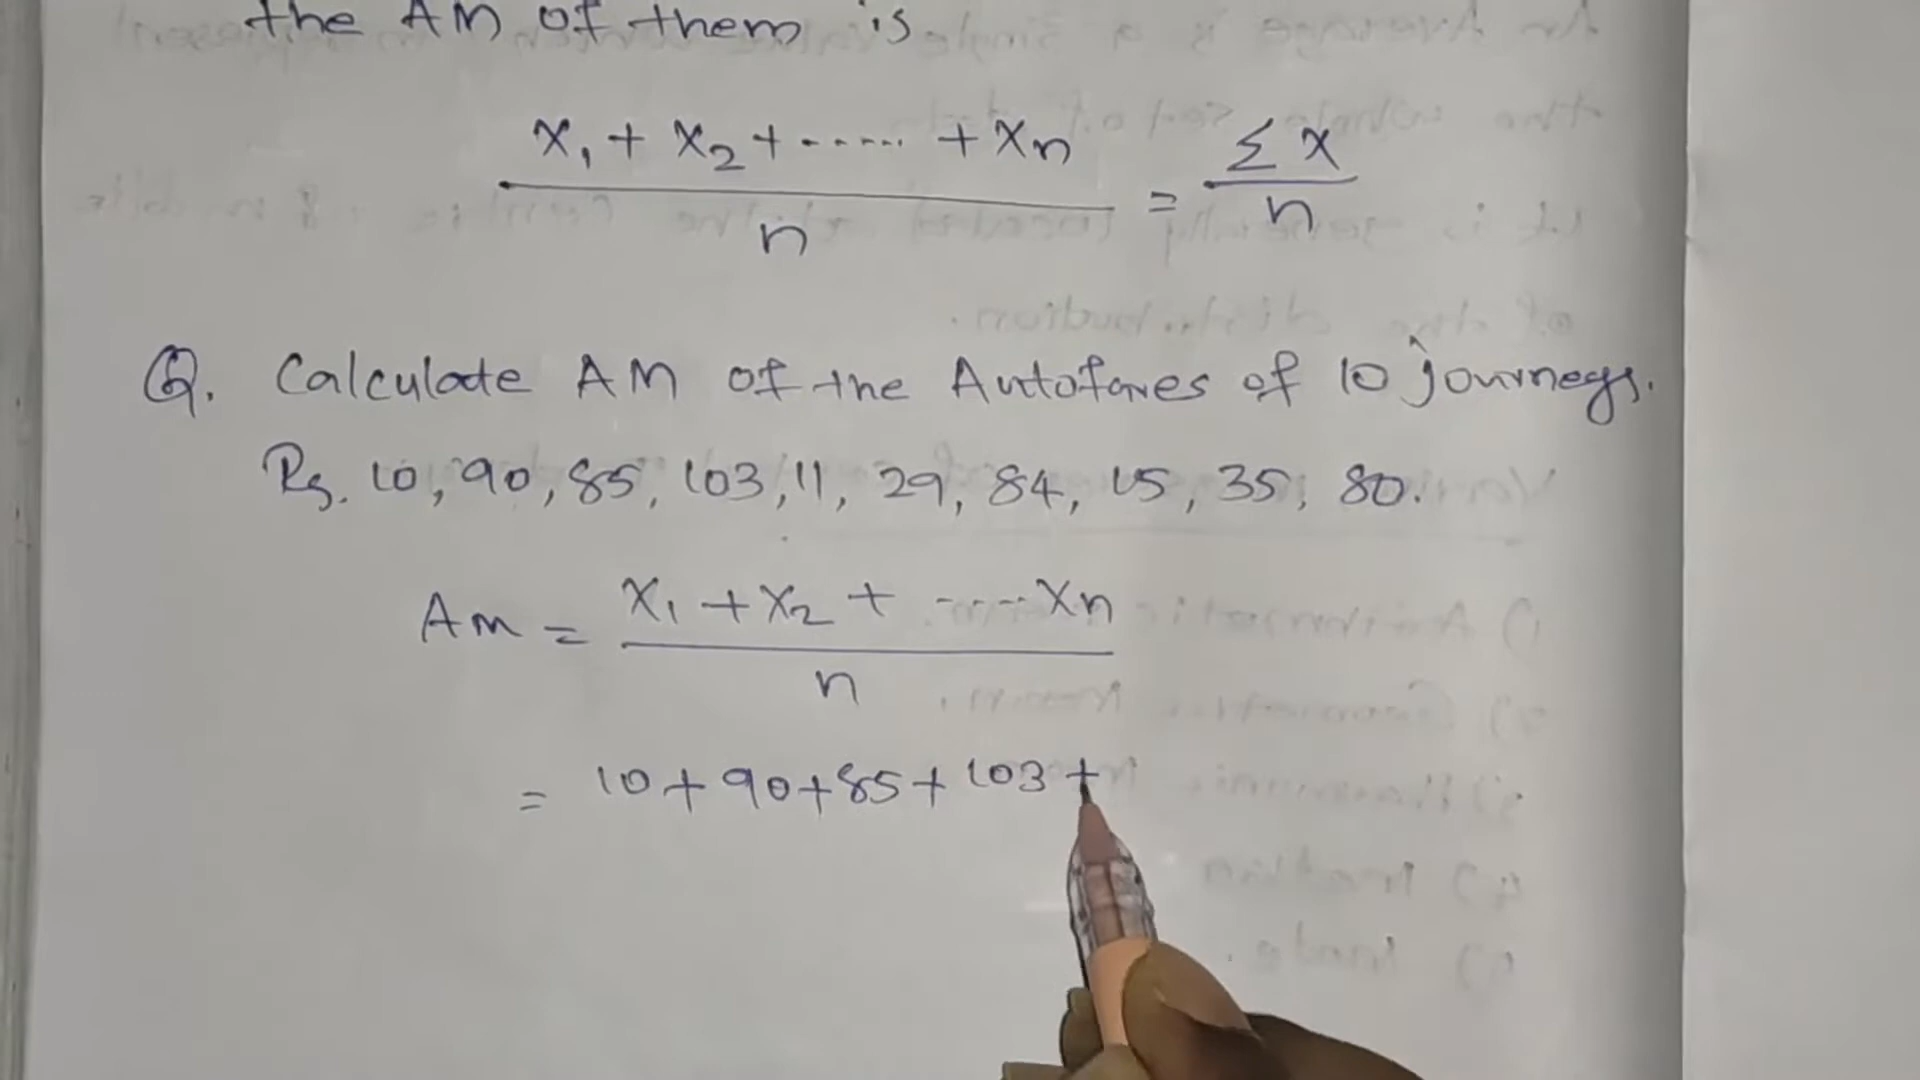 the AM of them is
x₁ + x₂ + ...... + xn / n = Σx / n
Q. Calculate AM of the Autofares of 10 journeys.
Rs. 10, 90, 85, 103, 11, 29, 84, 15, 35, 80.
AM = x₁ + x₂ + ---- xn / n
= 10 + 90 + 85 + 103 +